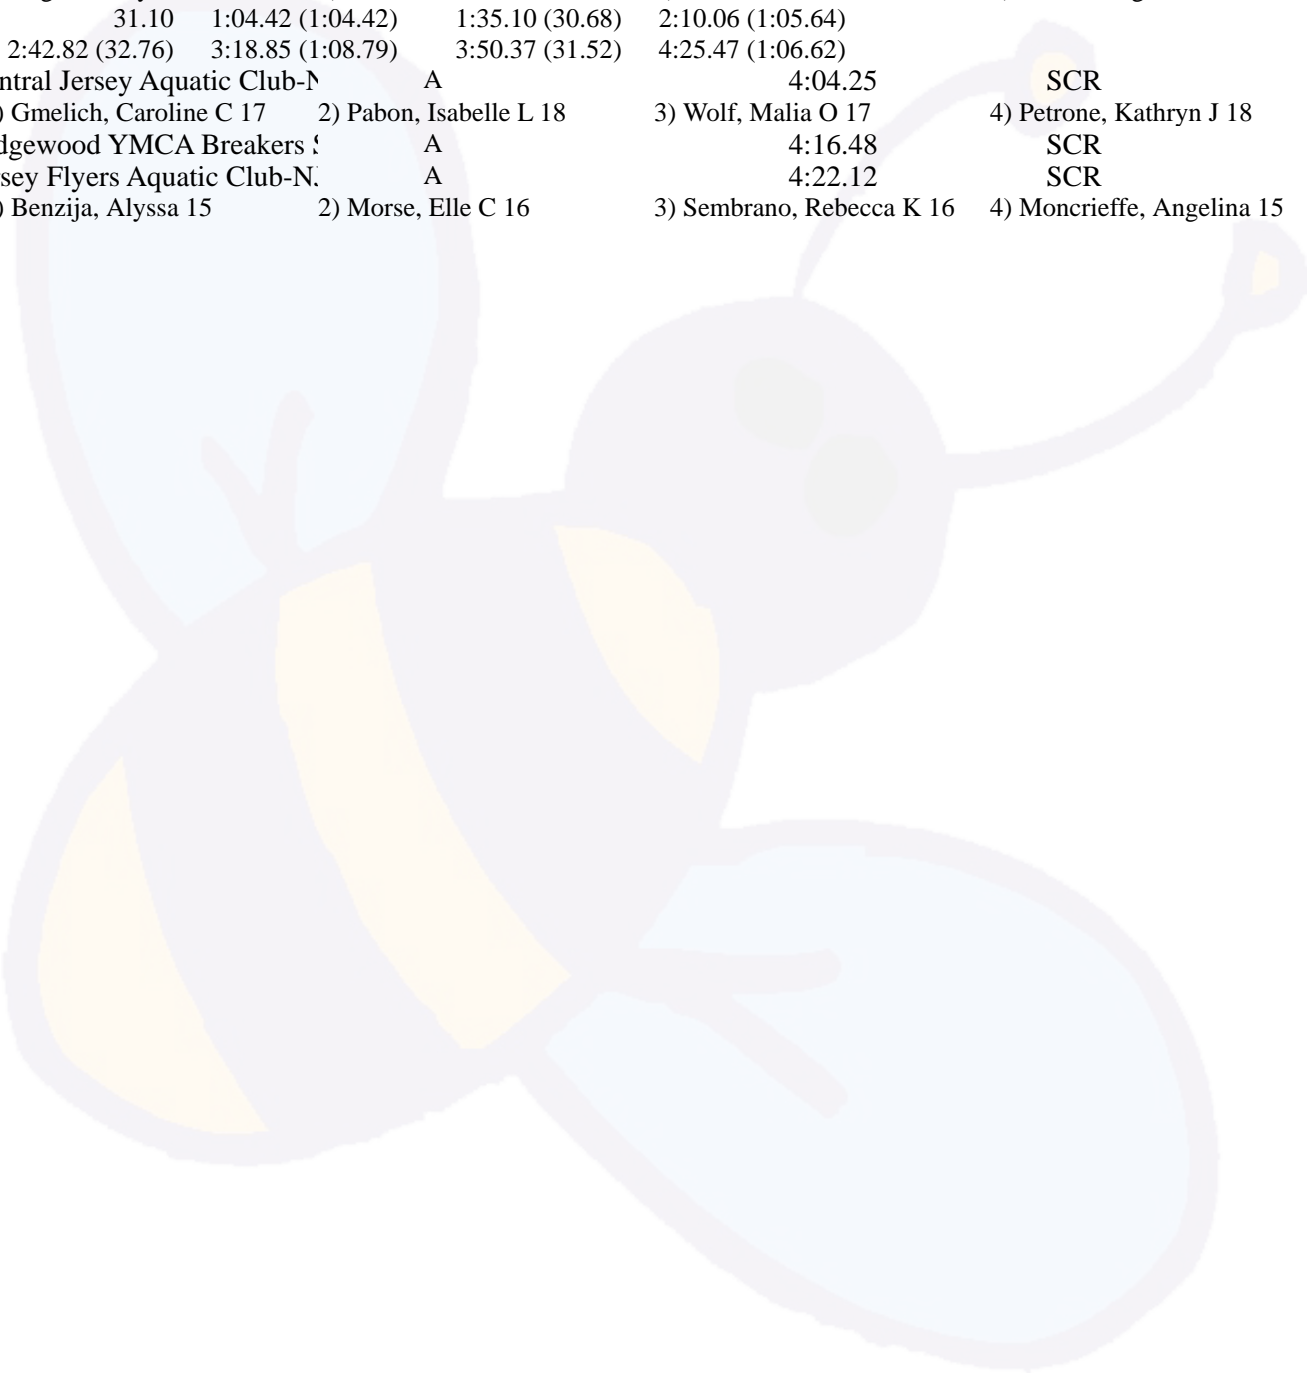 31.10 1:04.42 (1:04.42) 1:35.10 (30.68) 2:10.06 (1:05.64)
2:42.82 (32.76) 3:18.85 (1:08.79) 3:50.37 (31.52) 4:25.47 (1:06.62)
ntral Jersey Aquatic Club-N A 4:04.25 SCR
) Gmelich, Caroline C 17 2) Pabon, Isabelle L 18 3) Wolf, Malia O 17 4) Petrone, Kathryn J 18
dgewood YMCA Breakers A 4:16.48 SCR
rsey Flyers Aquatic Club-N A 4:22.12 SCR
) Benzija, Alyssa 15 2) Morse, Elle C 16 3) Sembrano, Rebecca K 16 4) Moncrieffe, Angelina 15